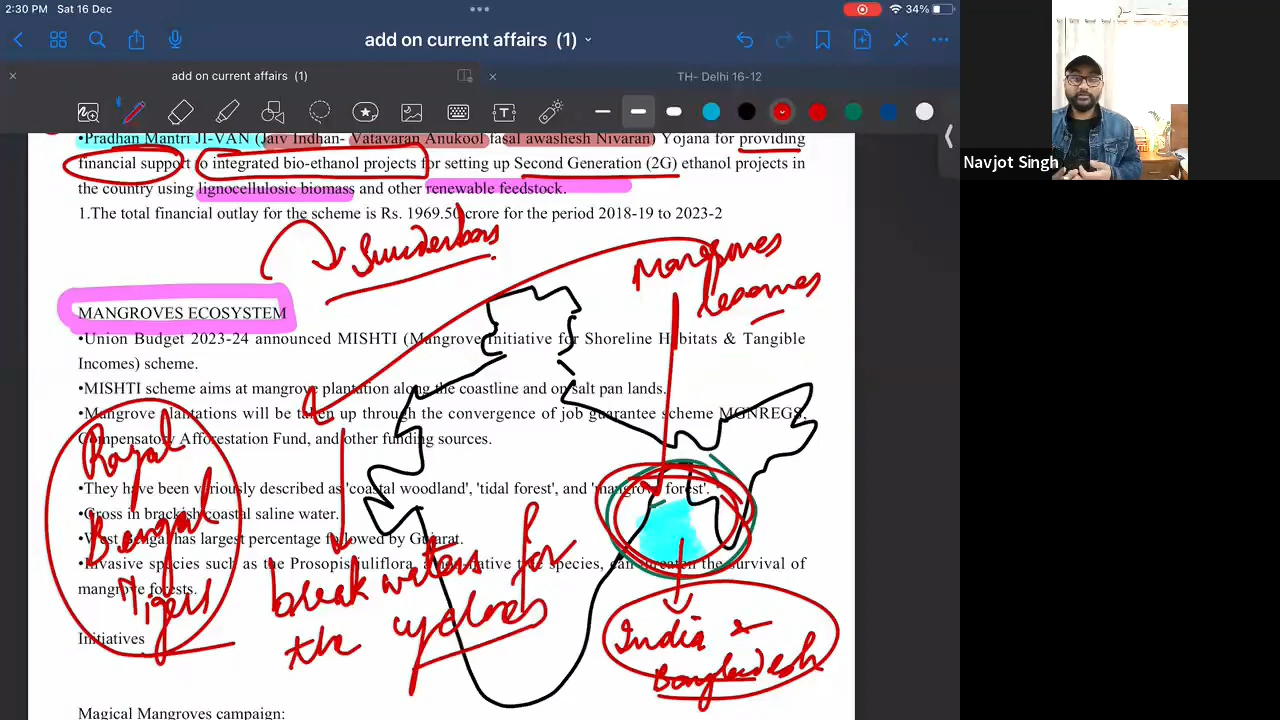 2:30 PM Sat 16 Dec
34%
add on current affairs (1)
add on current affairs (1)
TH- Delhi 16-12
•Pradhan Mantri JI-VAN (Jaiv Indhan- Vatavaran Anukool fasal awashesh Nivaran) Yojana for providing
financial support to integrated bio-ethanol projects for setting up Second Generation (2G) ethanol projects in
the country using lignocellulosic biomass and other renewable feedstock.
1.The total financial outlay for the scheme is Rs. 1969.50 crore for the period 2018-19 to 2023-2
Sunderbans
Mangroves
MANGROVES ECOSYSTEM
•Union Budget 2023-24 announced MISHTI (Mangrove Initiative for Shoreline Habitats & Tangible
Incomes) scheme.
•MISHTI scheme aims at mangrove plantation along the coastline and on salt pan lands.
•Mangrove plantations will be taken up through the convergence of job guarantee scheme MGNREGS,
Compensatory Afforestation Fund, and other funding sources.
•They have been variously described as 'coastal woodland', 'tidal forest', and 'mangrove forest'.
•Gross in brackish coastal saline water.
•West Bengal has largest percentage followed by Gujarat.
•Invasive species such as the Prosopis juliflora, a non-native tree species, can threaten the survival of
mangrove forests.
Royal
Bengal
Tigers
break waters for
the cyclones
India &
Bangladesh
Initiatives
Magical Mangroves campaign:
Navjot Singh